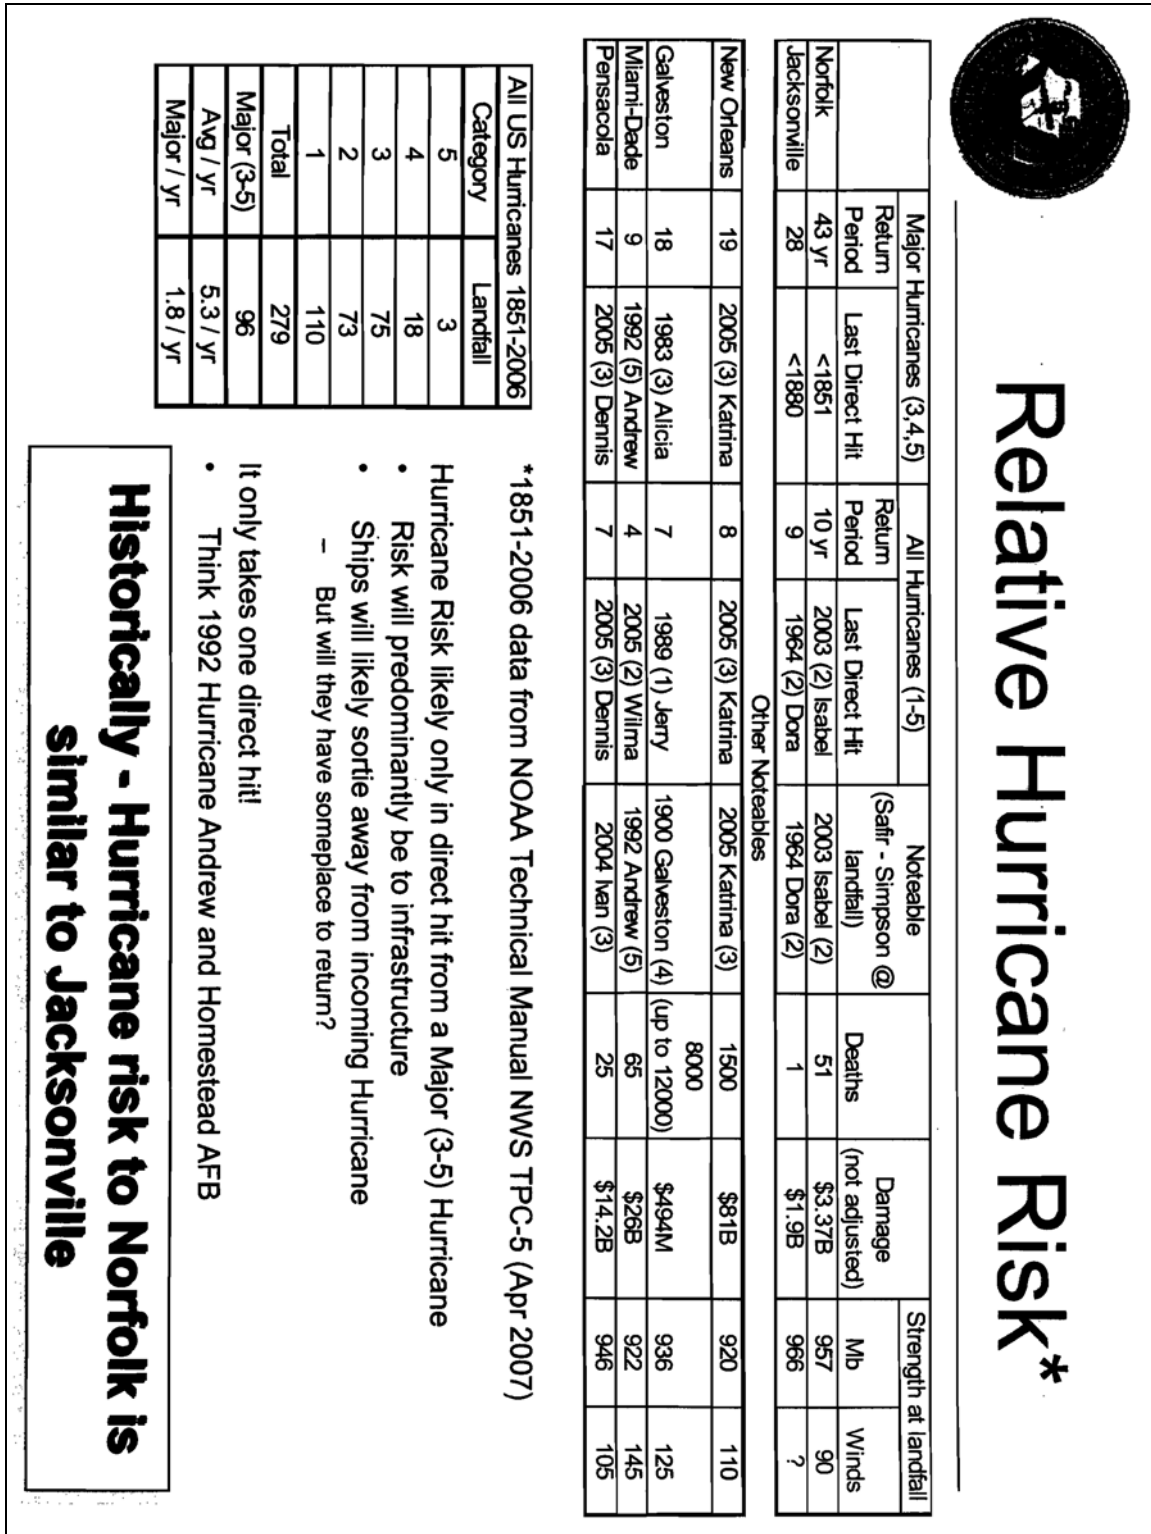 Relative Hurricane Risk*
Major Hurricanes (3,4,5) All Hurricanes (1-5) Noteable (Safir - Simpson @ landfall) Deaths Damage (not adjusted) Strength at landfall
Return Period Last Direct Hit Return Period Last Direct Hit Mb Winds
Norfolk 43 yr <1851 10 yr 2003 (2) Isabel 2003 Isabel (2) 51 $3.37B 957 90
Jacksonville 28 <1880 9 1964 (2) Dora 1964 Dora (2) 1 $1.9B 966 ?
Other Noteables
New Orleans 19 2005 (3) Katrina 8 2005 (3) Katrina 2005 Katrina (3) 1500 $81B 920 110
Galveston 18 1983 (3) Alicia 7 1989 (1) Jerry 1900 Galveston (4) 8000 (up to 12000) $494M 936 125
Miami-Dade 9 1992 (5) Andrew 4 2005 (2) Wilma 1992 Andrew (5) 65 $26B 922 145
Pensacola 17 2005 (3) Dennis 7 2005 (3) Dennis 2004 Ivan (3) 25 $14.2B 946 105
*1851-2006 data from NOAA Technical Manual NWS TPC-5 (Apr 2007)
All US Hurricanes 1851-2006
Category Landfall
5 3
4 18
3 75
2 73
1 110
Total 279
Major (3-5) 96
Avg / yr 5.3 / yr
Major / yr 1.8 / yr
Hurricane Risk likely only in direct hit from a Major (3-5) Hurricane
• Risk will predominantly be to infrastructure
• Ships will likely sortie away from incoming Hurricane
– But will they have someplace to return?
It only takes one direct hit!
• Think 1992 Hurricane Andrew and Homestead AFB
Historically - Hurricane risk to Norfolk is
similar to Jacksonville